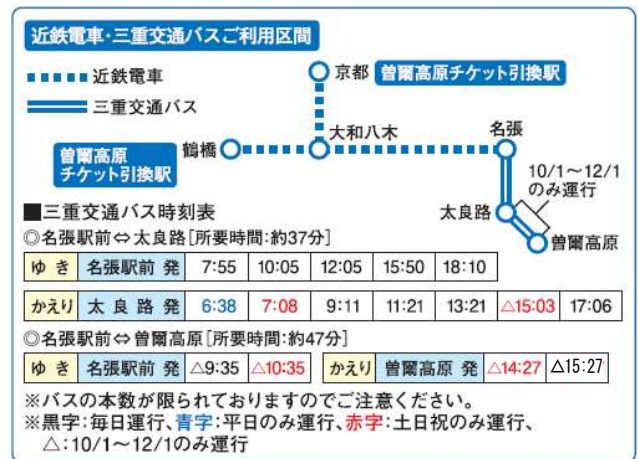 近鉄電車・三重交通バスご利用区間
近鉄電車
三重交通バス
京都
曽爾高原チケット引換駅
曽爾高原
チケット引換駅
鶴橋
大和八木
名張
10/1～12/1
のみ運行
太良路
曽爾高原
■三重交通バス時刻表
◎名張駅前⇔太良路[所要時間:約37分]
ゆき 名張駅前 発 7:55 10:05 12:05 15:50 18:10
かえり 太良路 発 6:38 7:08 9:11 11:21 13:21 △15:03 17:06
◎名張駅前⇔曽爾高原[所要時間:約47分]
ゆき 名張駅前 発 △9:35 △10:35 かえり 曽爾高原 発 △14:27 △15:27
※バスの本数が限られておりますのでご注意ください。
※黒字:毎日運行、青字:平日のみ運行、赤字:土日祝のみ運行、
△:10/1～12/1のみ運行